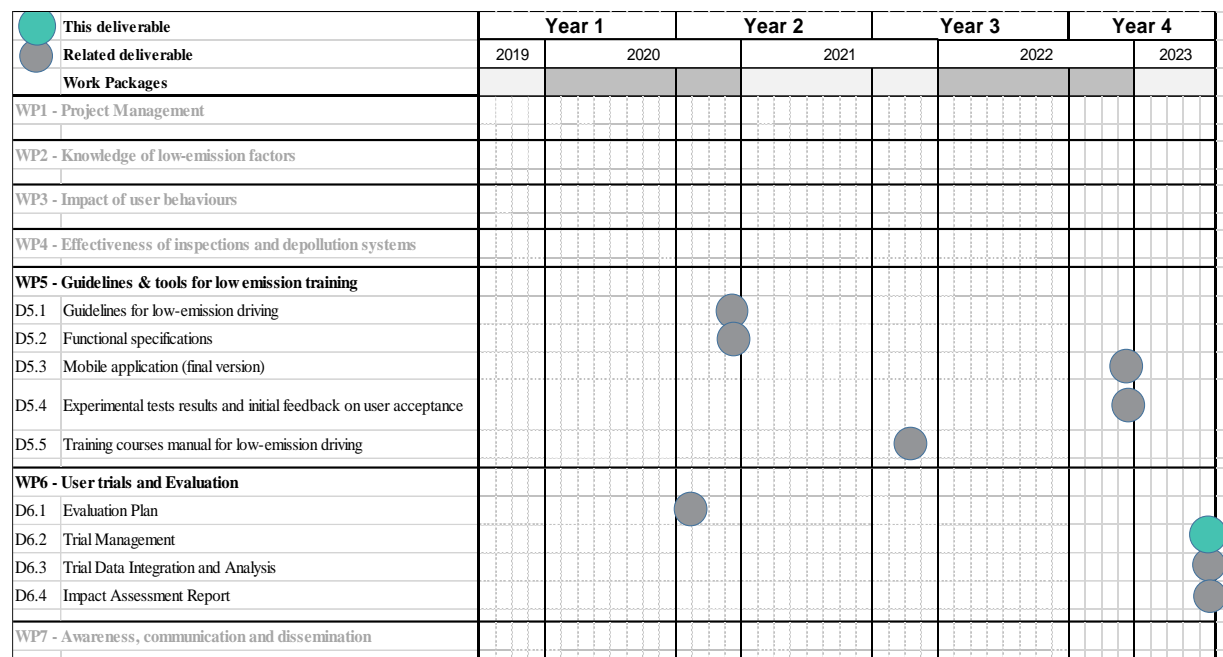 This deliverable Year 1 Year 2 Year 3 Year 4
Related deliverable 2019 2020 2021 2022 2023
Work Packages
WP1 - Project Management
WP2 - Knowledge of low-emission factors
WP3 - Impact of user behaviours
WP4 - Effectiveness of inspections and depollution systems
WP5 - Guidelines & tools for low emission training
D5.1 Guidelines for low-emission driving
D5.2 Functional specifications
D5.3 Mobile application (final version)
D5.4 Experimental tests results and initial feedback on user acceptance
D5.5 Training courses manual for low-emission driving
WP6 - User trials and Evaluation
D6.1 Evaluation Plan
D6.2 Trial Management
D6.3 Trial Data Integration and Analysis
D6.4 Impact Assessment Report
WP7 - Awareness, communication and dissemination